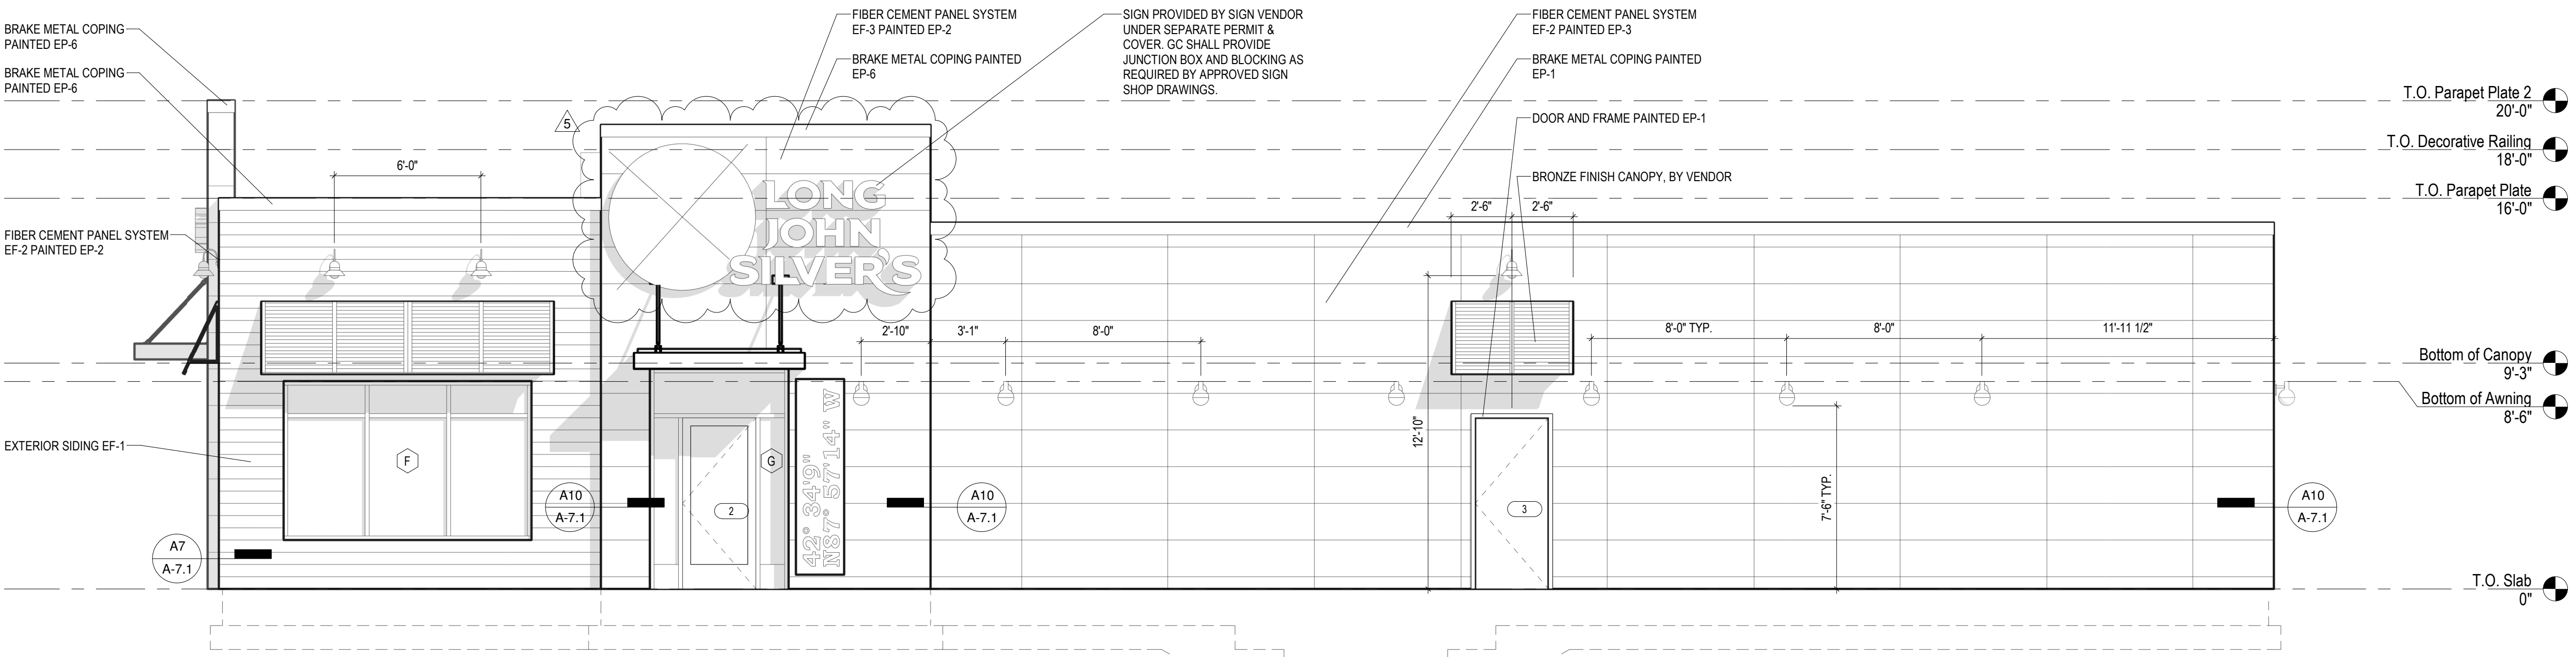 BRAKE METAL COPING
PAINTED EP-6
BRAKE METAL COPING
PAINTED EP-6
FIBER CEMENT PANEL SYSTEM
EF-2 PAINTED EP-2
EXTERIOR SIDING EF-1
FIBER CEMENT PANEL SYSTEM
EF-3 PAINTED EP-2
BRAKE METAL COPING PAINTED
EP-6
SIGN PROVIDED BY SIGN VENDOR
UNDER SEPARATE PERMIT &
COVER. GC SHALL PROVIDE
JUNCTION BOX AND BLOCKING AS
REQUIRED BY APPROVED SIGN
SHOP DRAWINGS.
FIBER CEMENT PANEL SYSTEM
EF-2 PAINTED EP-3
BRAKE METAL COPING PAINTED
EP-1
DOOR AND FRAME PAINTED EP-1
BRONZE FINISH CANOPY, BY VENDOR
T.O. Parapet Plate 2
20'-0"
T.O. Decorative Railing
18'-0"
T.O. Parapet Plate
16'-0"
Bottom of Canopy
9'-3"
Bottom of Awning
8'-6"
T.O. Slab
0"
5
6'-0"
LONG
JOHN
SILVER'S
2'-6"
2'-6"
2'-10"
3'-1"
8'-0"
8'-0" TYP.
8'-0"
11'-11 1/2"
12'-10"
7'-6" TYP.
F
G
2
3
42° 34'9"
N87° 57'14" W
A7
A-7.1
A10
A-7.1
A10
A-7.1
A10
A-7.1